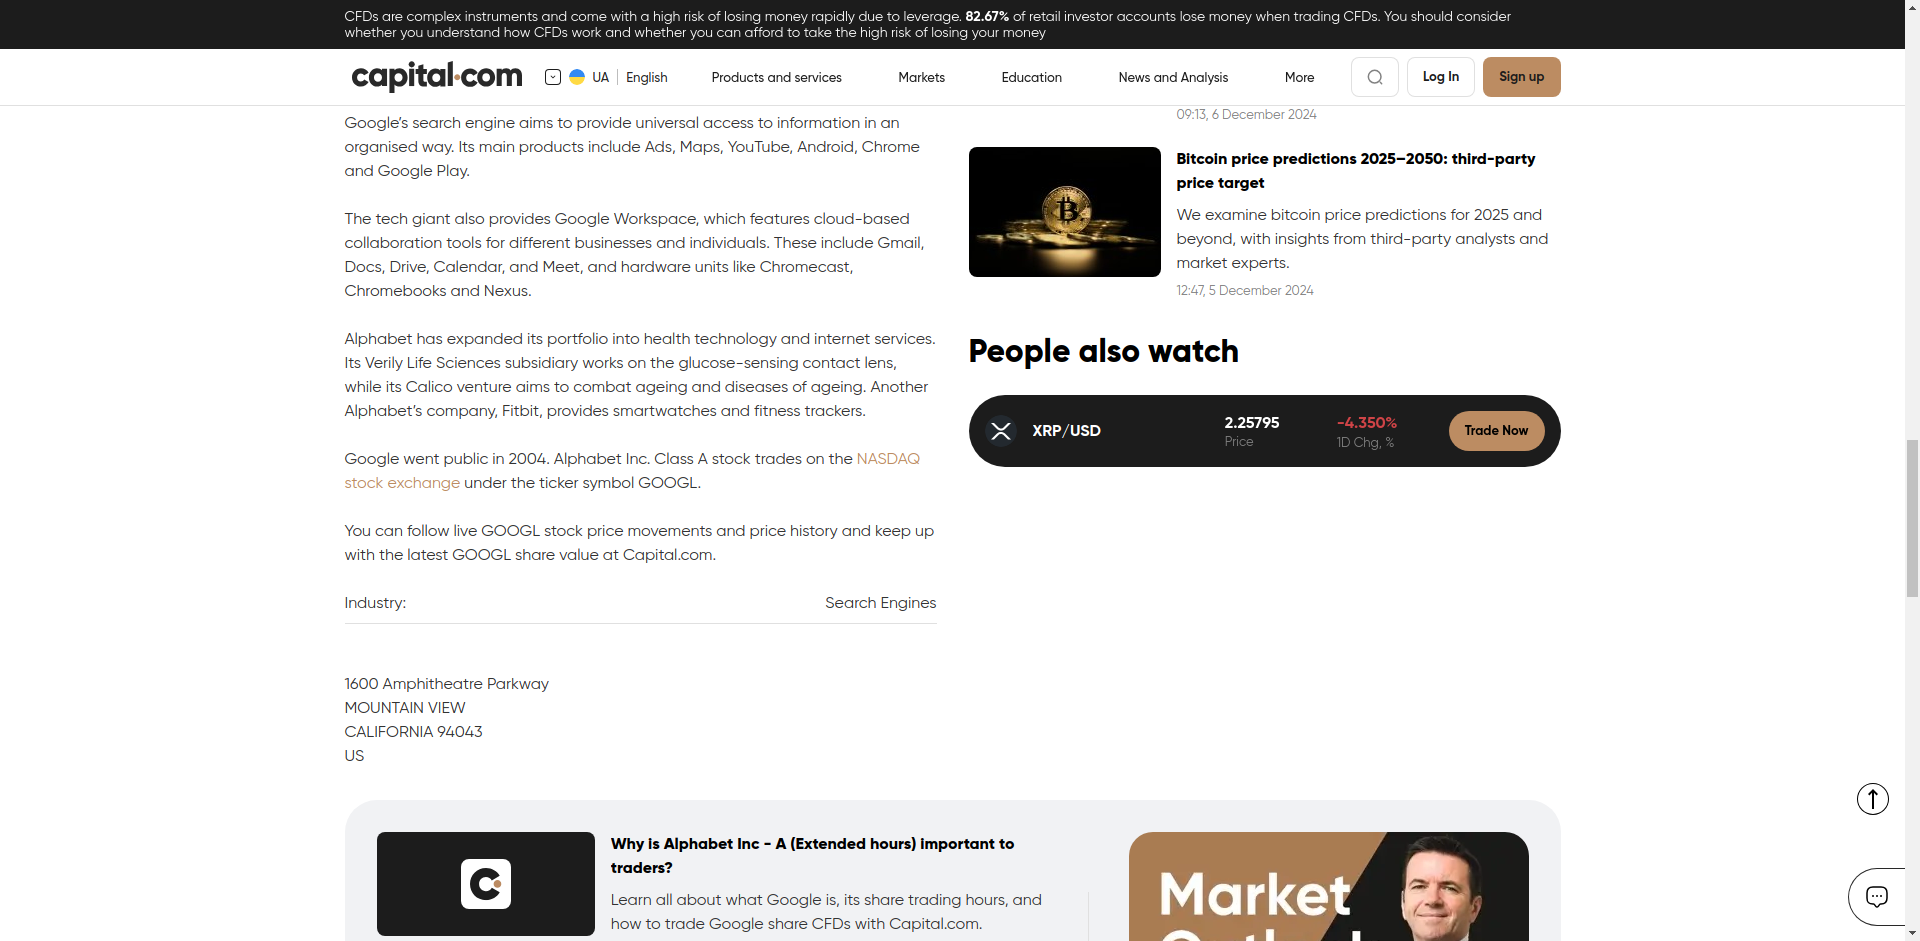 CFDs are complex instruments and come with a high risk of losing money rapidly due to leverage. 82.67% of retail investor accounts lose money when trading CFDs. You should consider
whether you understand how CFDs work and whether you can afford to take the high risk of losing your money
capital.com
UA English
Products and services
Markets
Education
News and Analysis
More
Log In
Sign up
Google’s search engine aims to provide universal access to information in an
organised way. Its main products include Ads, Maps, YouTube, Android, Chrome
and Google Play.
The tech giant also provides Google Workspace, which features cloud-based
collaboration tools for different businesses and individuals. These include Gmail,
Docs, Drive, Calendar, and Meet, and hardware units like Chromecast,
Chromebooks and Nexus.
Alphabet has expanded its portfolio into health technology and internet services.
Its Verily Life Sciences subsidiary works on the glucose-sensing contact lens,
while its Calico venture aims to combat ageing and diseases of ageing. Another
Alphabet’s company, Fitbit, provides smartwatches and fitness trackers.
Google went public in 2004. Alphabet Inc. Class A stock trades on the NASDAQ
stock exchange under the ticker symbol GOOGL.
You can follow live GOOGL stock price movements and price history and keep up
with the latest GOOGL share value at Capital.com.
Industry: Search Engines
1600 Amphitheatre Parkway
MOUNTAIN VIEW
CALIFORNIA 94043
US
09:13, 6 December 2024
Bitcoin price predictions 2025–2050: third-party
price target
We examine bitcoin price predictions for 2025 and
beyond, with insights from third-party analysts and
market experts.
12:47, 5 December 2024
People also watch
XRP/USD
2.25795
Price
-4.350%
1D Chg, %
Trade Now
Why is Alphabet Inc - A (Extended hours) important to
traders?
Learn all about what Google is, its share trading hours, and
how to trade Google share CFDs with Capital.com.
Market